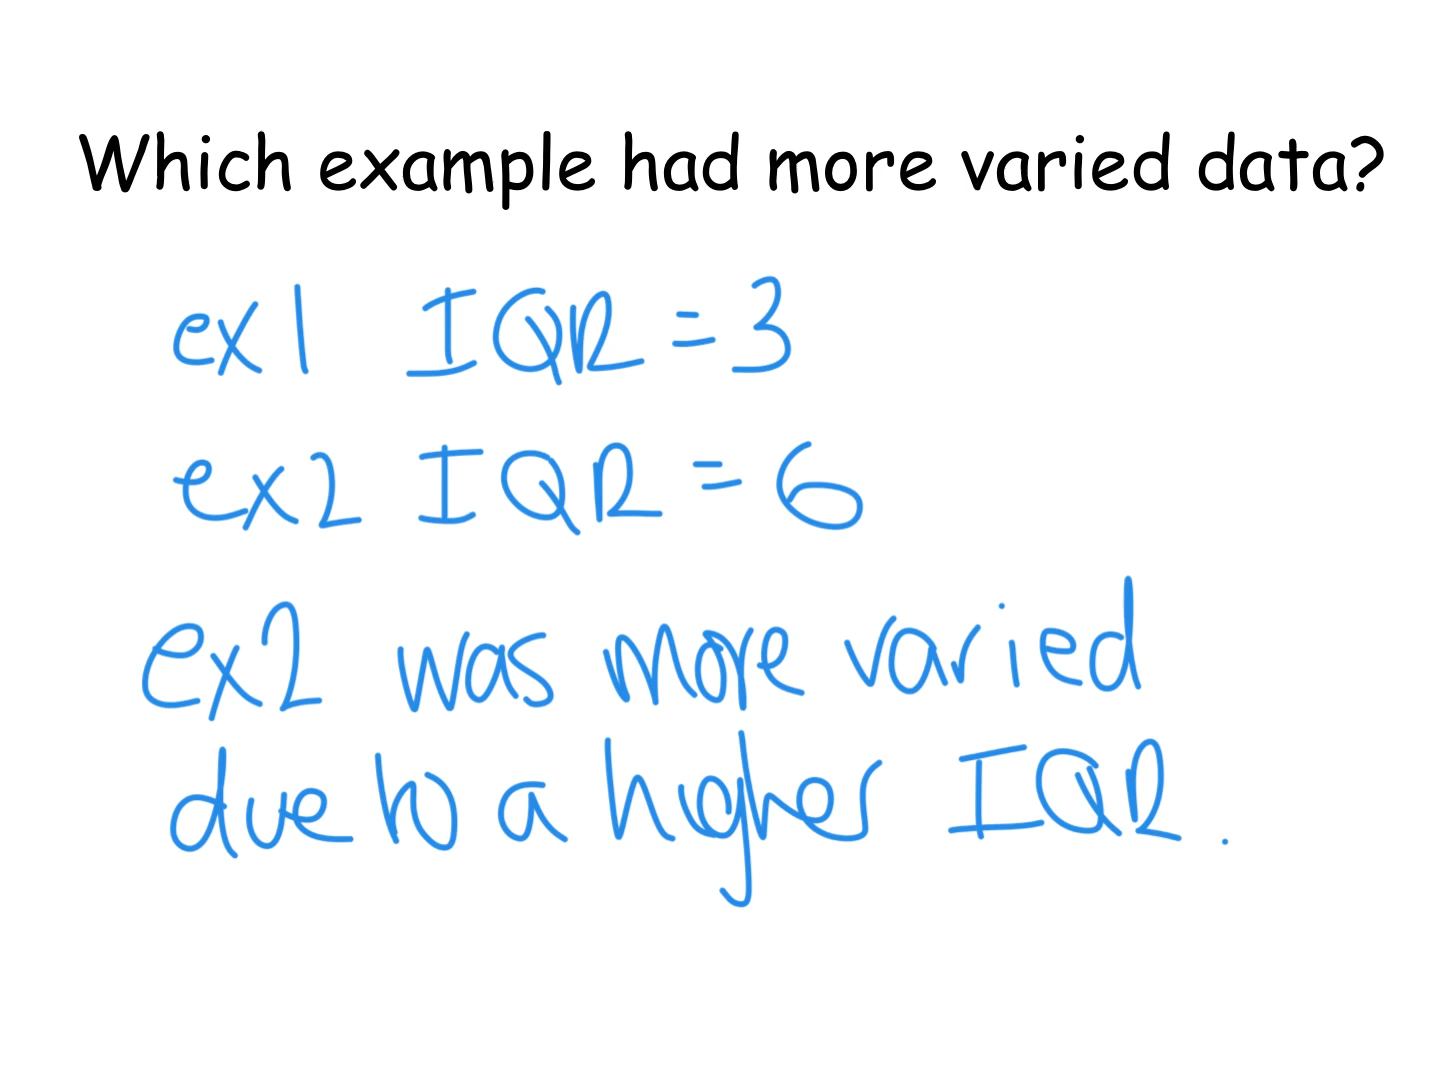 Which example had more varied data?
ex1 IQR = 3
ex2 IQR = 6
ex2 was more varied
due to a higher IQR.